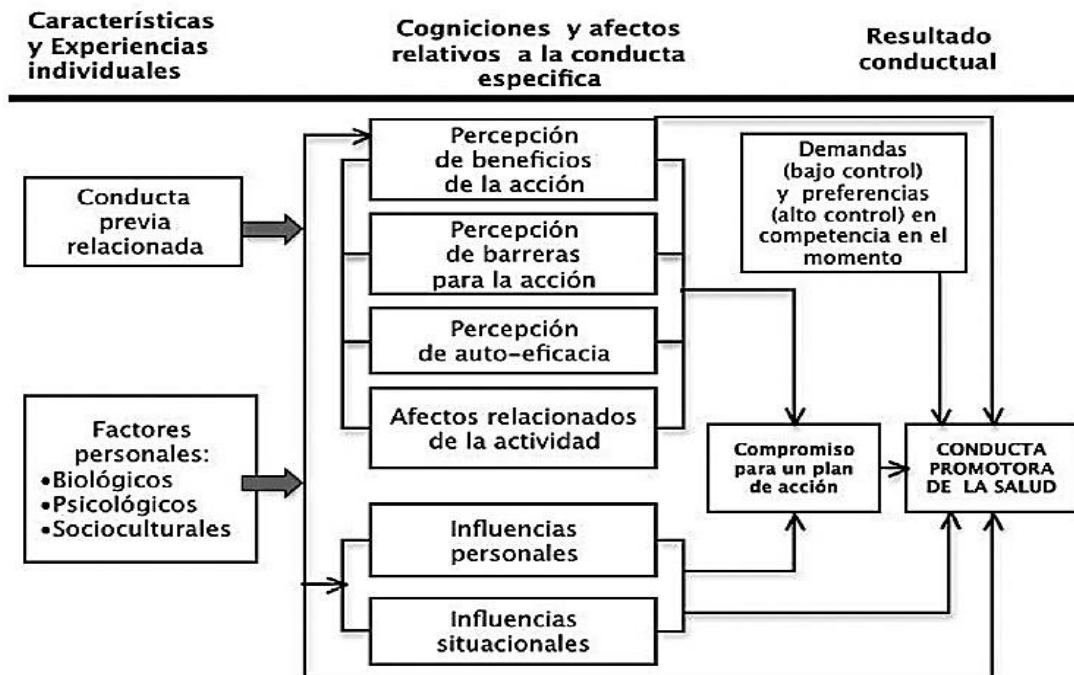 Características
y Experiencias
individuales
Cogniciones y afectos
relativos a la conducta
especifica
Resultado
conductual
Conducta
previa
relacionada
Factores
personales:
•Biológicos
•Psicológicos
•Socioculturales
Percepción
de beneficios
de la acción
Percepción
de barreras
para la acción
Percepción
de auto-eficacia
Afectos relacionados
de la actividad
Influencias
personales
Influencias
situacionales
Demandas
(bajo control)
y preferencias
(alto control) en
competencia en el
momento
Compromiso
para un plan
de acción
CONDUCTA
PROMOTORA
DE LA SALUD